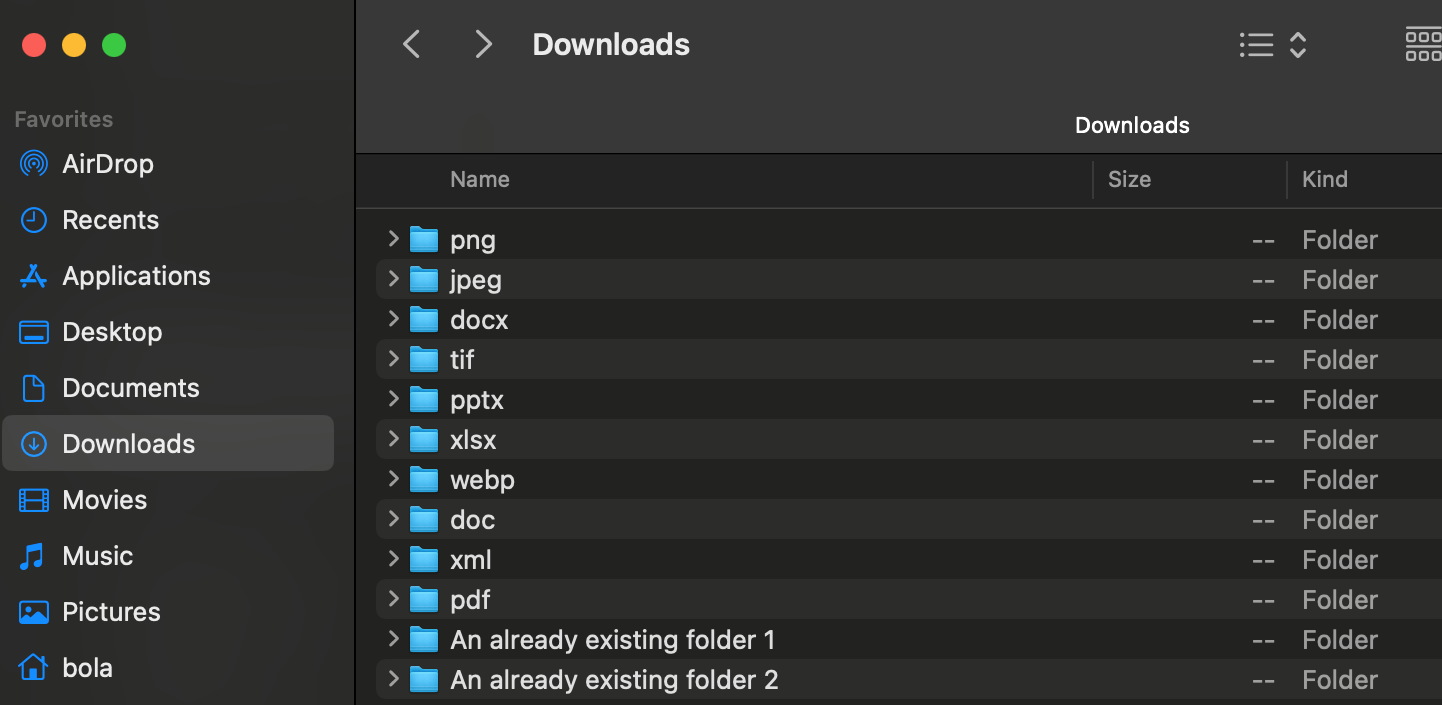 Downloads
Favorites
AirDrop
Recents
Applications
Desktop
Documents
Downloads
Movies
Music
Pictures
bola
Downloads
Name Size Kind
png -- Folder
jpeg -- Folder
docx -- Folder
tif -- Folder
pptx -- Folder
xlsx -- Folder
webp -- Folder
doc -- Folder
xml -- Folder
pdf -- Folder
An already existing folder 1 -- Folder
An already existing folder 2 -- Folder